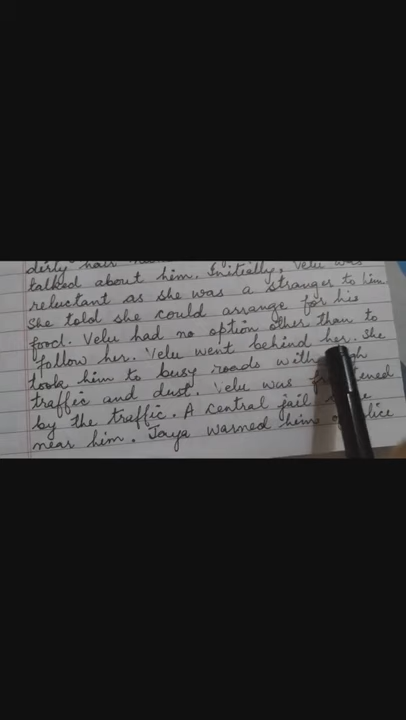 dirty hair
talked about him. Initially, Velu was
reluctant as she was a stranger to him
She told she could arrange for his
food. Velu had no option other than to
follow her. Velu went behind her. She
took him to busy roads with
traffic and dust. Velu was
by the traffic. A central jail
near him. Jaya warned him